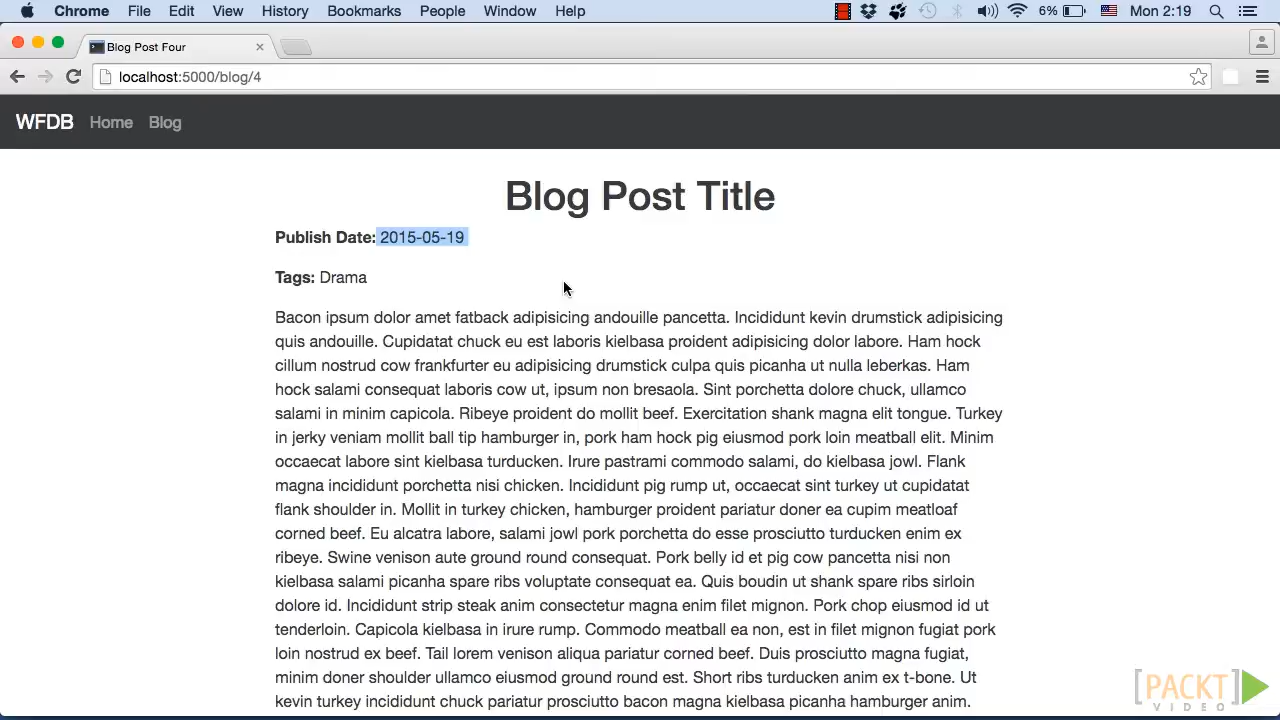 Chrome File Edit View History Bookmarks People Window Help 6% Mon 2:19
Blog Post Four
localhost:5000/blog/4
WFDB Home Blog
Blog Post Title
Publish Date: 2015-05-19
Tags: Drama
Bacon ipsum dolor amet fatback adipisicing andouille pancetta. Incididunt kevin drumstick adipisicing
quis andouille. Cupidatat chuck eu est laboris kielbasa proident adipisicing dolor labore. Ham hock
cillum nostrud cow frankfurter eu adipisicing drumstick culpa quis picanha ut nulla leberkas. Ham
hock salami consequat laboris cow ut, ipsum non bresaola. Sint porchetta dolore chuck, ullamco
salami in minim capicola. Ribeye proident do mollit beef. Exercitation shank magna elit tongue. Turkey
in jerky veniam mollit ball tip hamburger in, pork ham hock pig eiusmod pork loin meatball elit. Minim
occaecat labore sint kielbasa turducken. Irure pastrami commodo salami, do kielbasa jowl. Flank
magna incididunt porchetta nisi chicken. Incididunt pig rump ut, occaecat sint turkey ut cupidatat
flank shoulder in. Mollit in turkey chicken, hamburger proident pariatur doner ea cupim meatloaf
corned beef. Eu alcatra labore, salami jowl pork porchetta do esse prosciutto turducken enim ex
ribeye. Swine venison aute ground round consequat. Pork belly id et pig cow pancetta nisi non
kielbasa salami picanha spare ribs voluptate consequat ea. Quis boudin ut shank spare ribs sirloin
dolore id. Incididunt strip steak anim consectetur magna enim filet mignon. Pork chop eiusmod id ut
tenderloin. Capicola kielbasa in irure rump. Commodo meatball ea non, est in filet mignon fugiat pork
loin nostrud ex beef. Tail lorem venison aliqua pariatur corned beef. Duis prosciutto magna fugiat,
minim doner shoulder ullamco eiusmod ground round est. Short ribs turducken anim ex t-bone. Ut
kevin turkey incididunt chuck pariatur prosciutto bacon magna kielbasa picanha hamburger anim.
[PACKT]
VIDEO